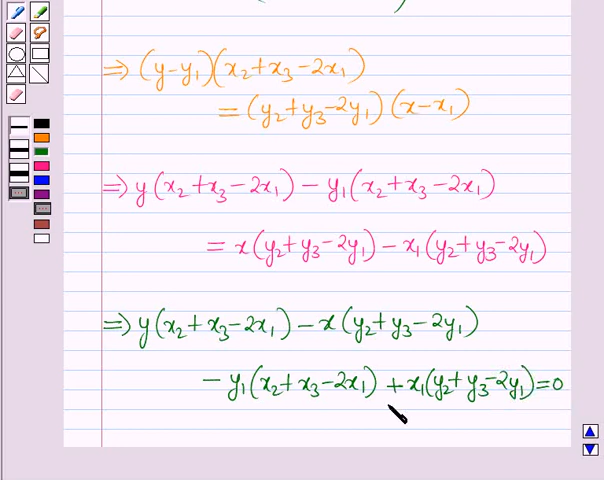 ⇒ (y-y₁)(x₂+x₃-2x₁)
= (y₂+y₃-2y₁)(x-x₁)
⇒ y(x₂+x₃-2x₁) - y₁(x₂+x₃-2x₁)
= x(y₂+y₃-2y₁) - x₁(y₂+y₃-2y₁)
⇒ y(x₂+x₃-2x₁) - x(y₂+y₃-2y₁)
- y₁(x₂+x₃-2x₁) + x₁(y₂+y₃-2y₁)=0